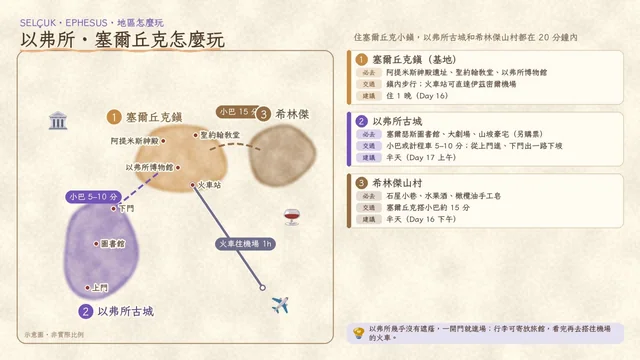 SELÇUK・EPHESUS・地區怎麼玩
以弗所・塞爾丘克怎麼玩
住塞爾丘克小鎮，以弗所古城和希林傑山村都在 20 分鐘內
小巴 15 分
3 希林傑
1 塞爾丘克鎮
聖約翰教堂
阿提米斯神殿
以弗所博物館
火車站
小巴 5–10 分
下門
圖書館
火車往機場 1h
上門
2 以弗所古城
示意圖，非實際比例
1 塞爾丘克鎮（基地）
必去 阿提米斯神殿遺址、聖約翰教堂、以弗所博物館
交通 鎮內步行；火車站可直達伊茲密爾機場
建議 住 1 晚（Day 16）
2 以弗所古城
必去 塞爾瑟斯圖書館、大劇場、山坡豪宅（另購票）
交通 小巴或計程車 5–10 分；從上門進、下門出一路下坡
建議 半天（Day 17 上午）
3 希林傑山村
必去 石屋小巷、水果酒、橄欖油手工皂
交通 塞爾丘克搭小巴約 15 分
建議 半天（Day 16 下午）
以弗所幾乎沒有遮蔭，一開門就進場；行李可寄放旅館，看完再去搭往機場
的火車。